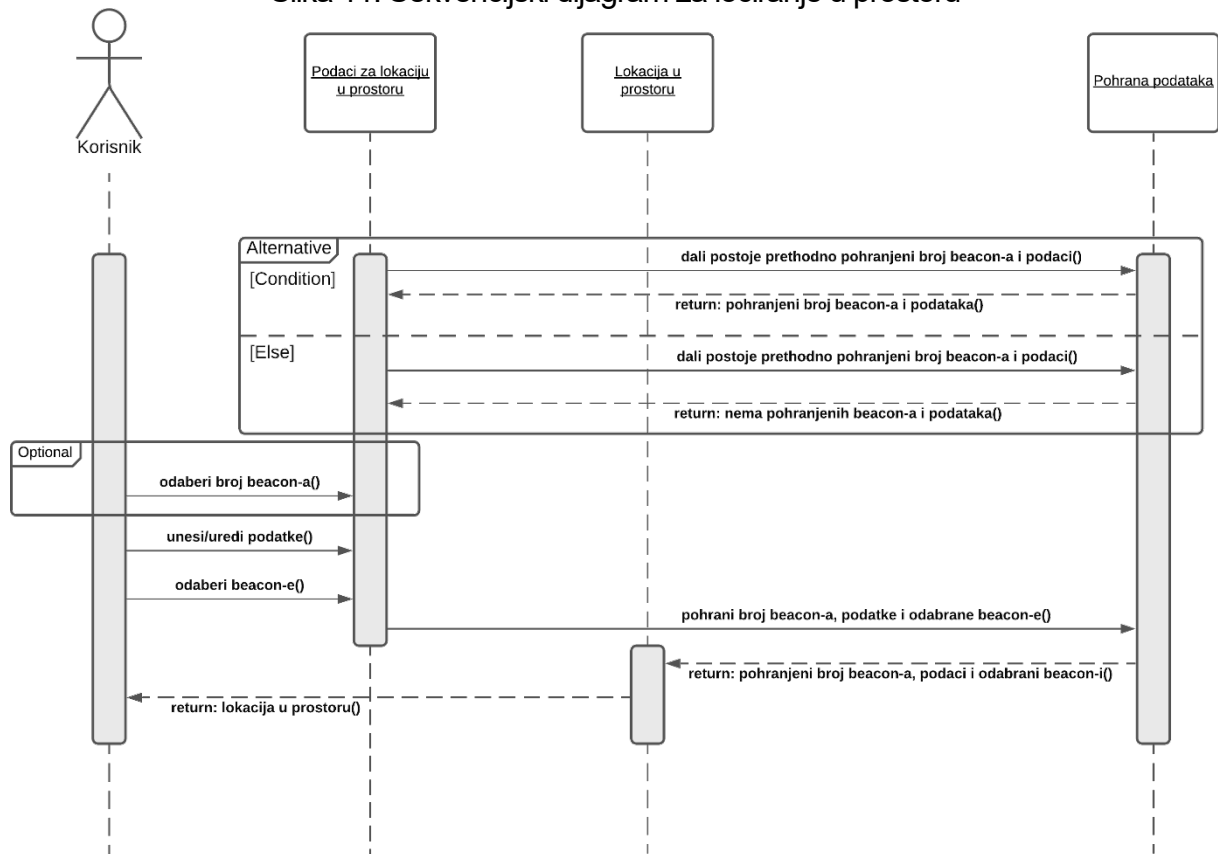 Korisnik
Podaci za lokaciju
u prostoru
Lokacija u
prostoru
Pohrana podataka
Alternative
[Condition]
dali postoje prethodno pohranjeni broj beacon-a i podaci()
return: pohranjeni broj beacon-a i podataka()
[Else]
dali postoje prethodno pohranjeni broj beacon-a i podaci()
return: nema pohranjenih beacon-a i podataka()
Optional
odaberi broj beacon-a()
unesi/uredi podatke()
odaberi beacon-e()
pohrani broj beacon-a, podatke i odabrane beacon-e()
return: pohranjeni broj beacon-a, podaci i odabrani beacon-i()
return: lokacija u prostoru()